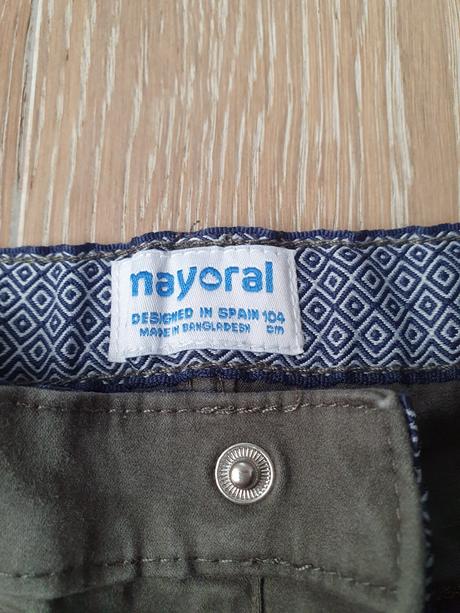 mayoral
DESIGNED IN SPAIN 104
MADE IN BANGLADESH cm